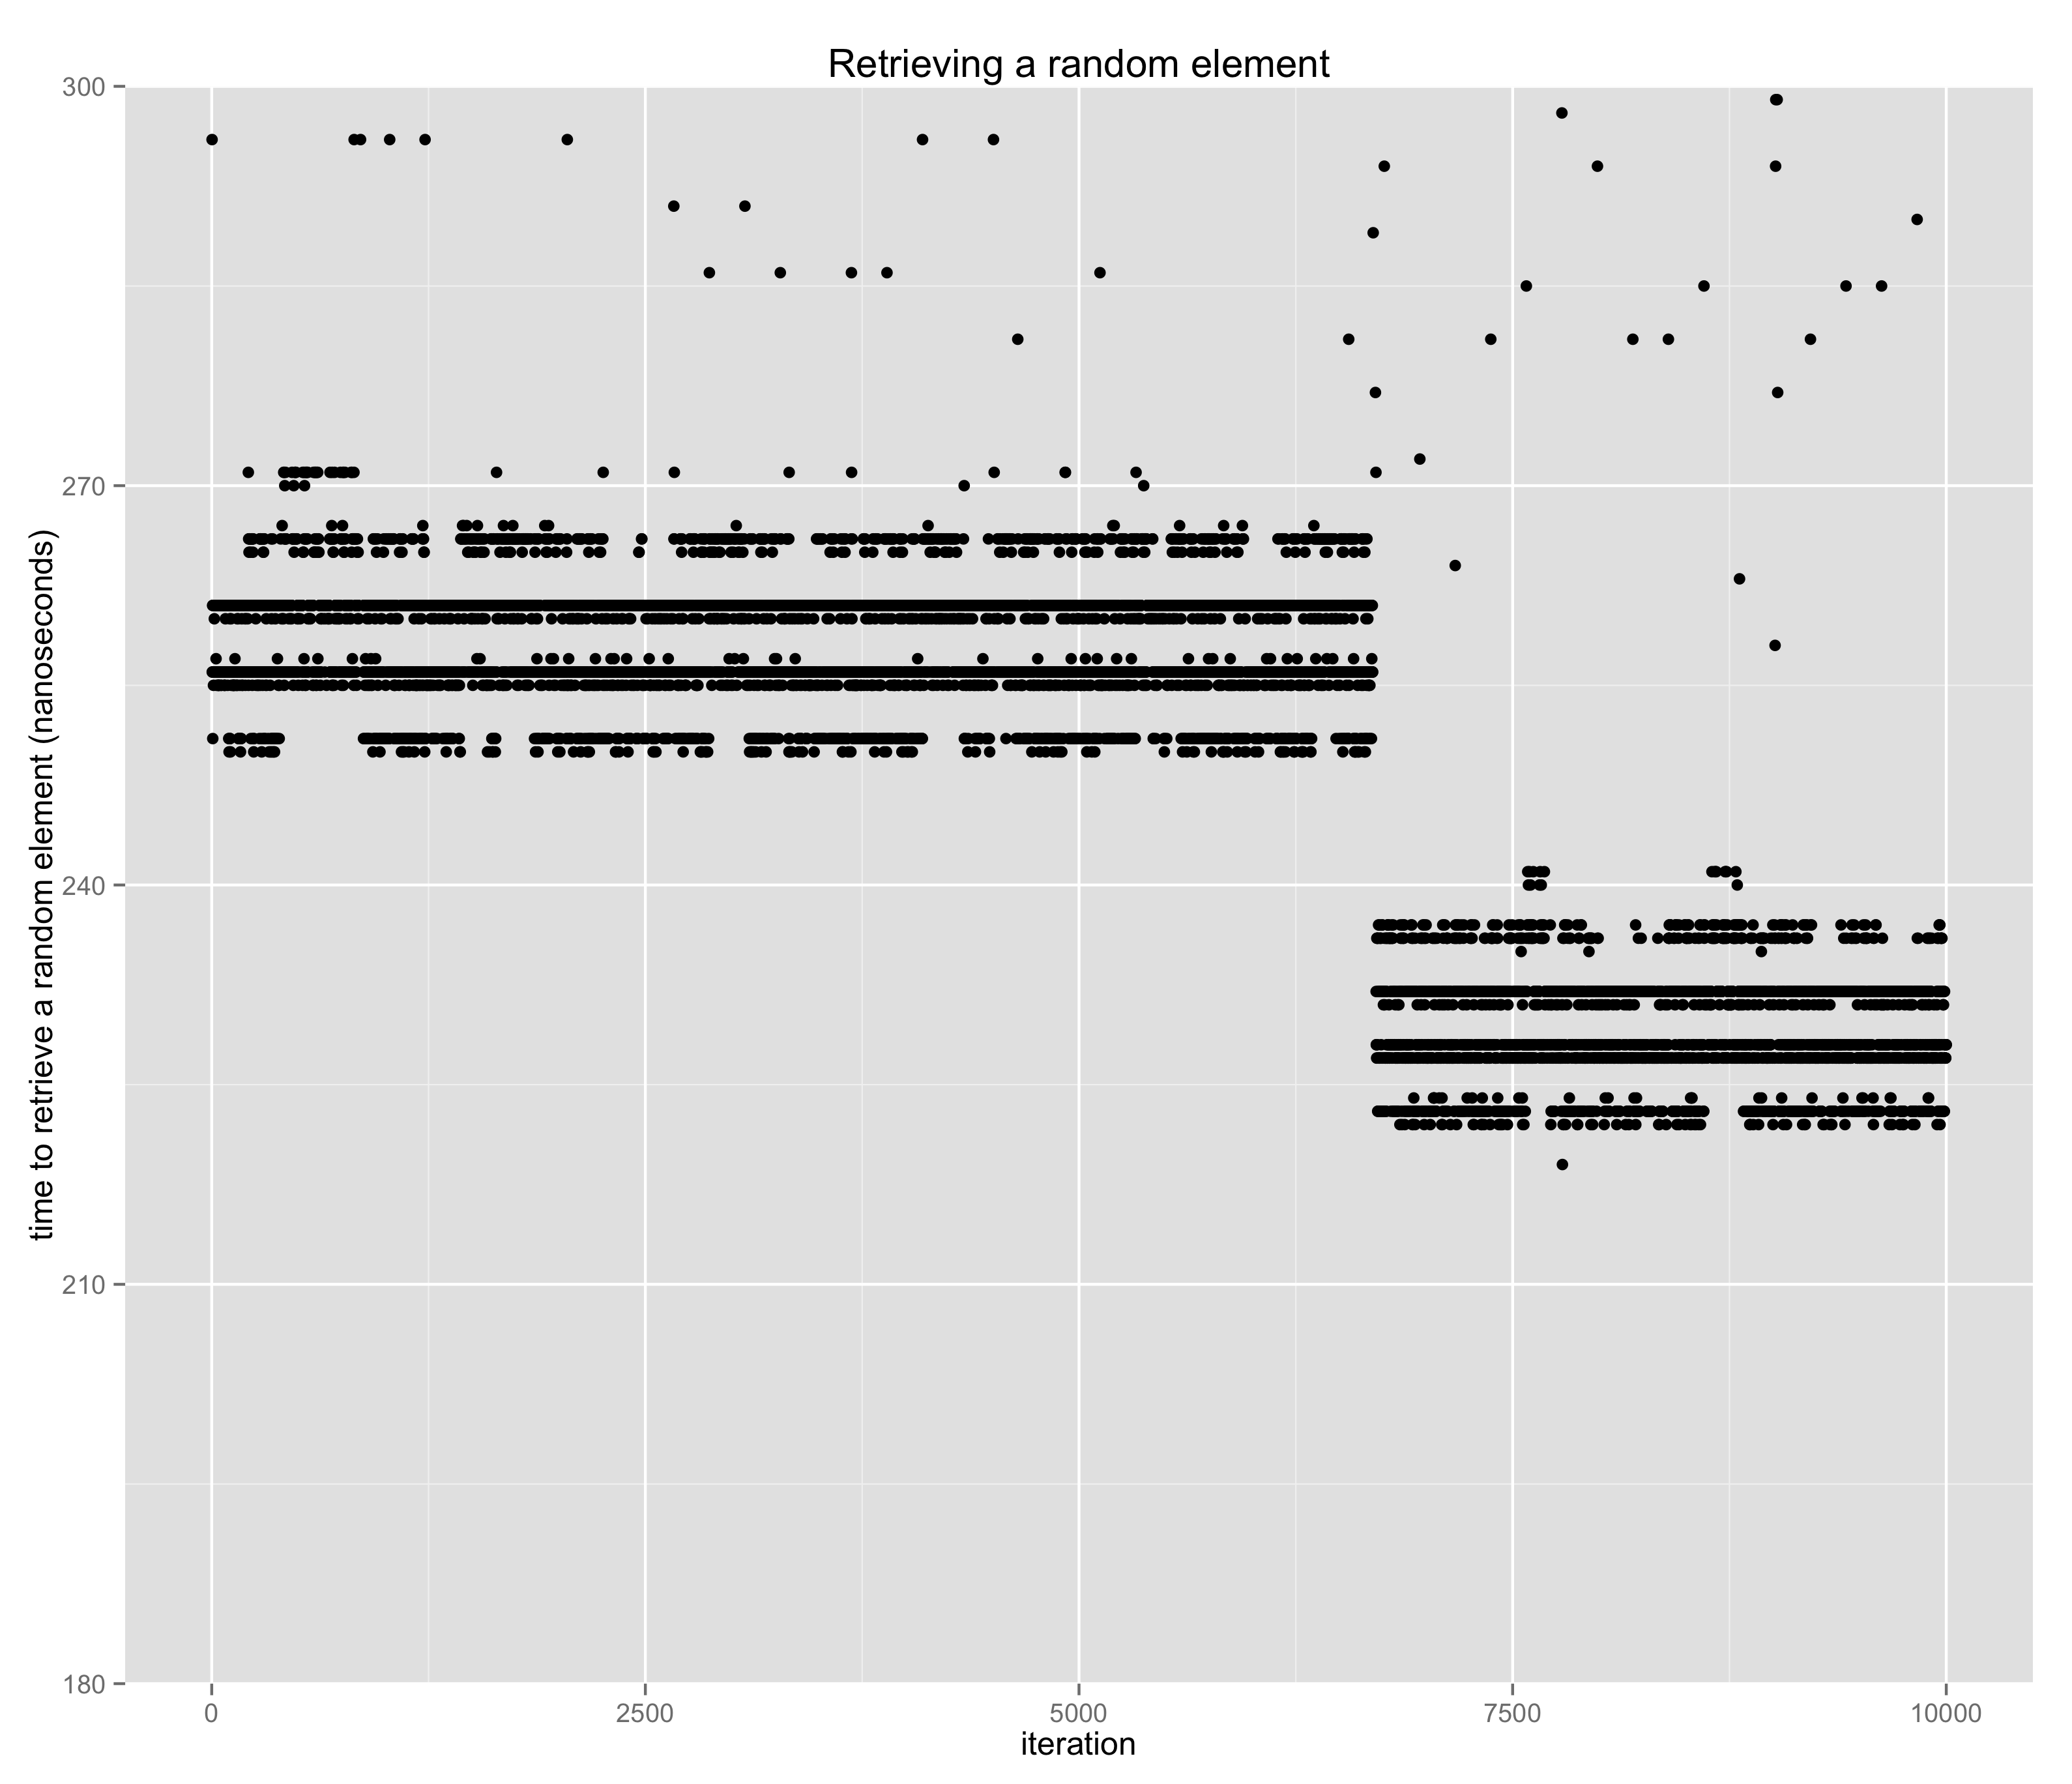 Retrieving a random element
time to retrieve a random element (nanoseconds)
300
270
240
210
180
0 2500 5000 7500 10000
iteration